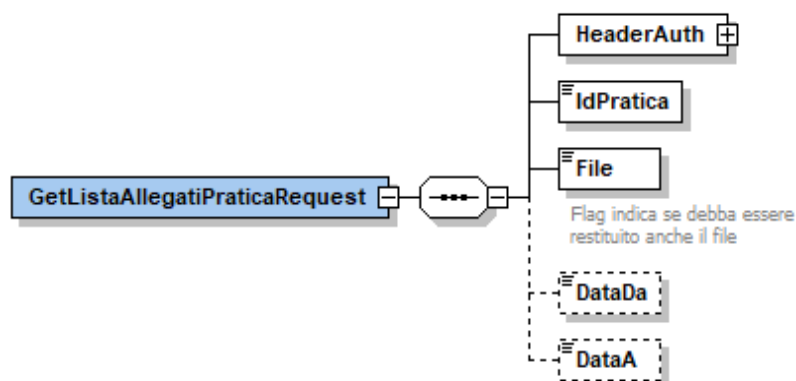 HeaderAuth
IdPratica
File
GetListaAllegatiPraticaRequest
Flag indica se debba essere
restituito anche il file
DataDa
DataA